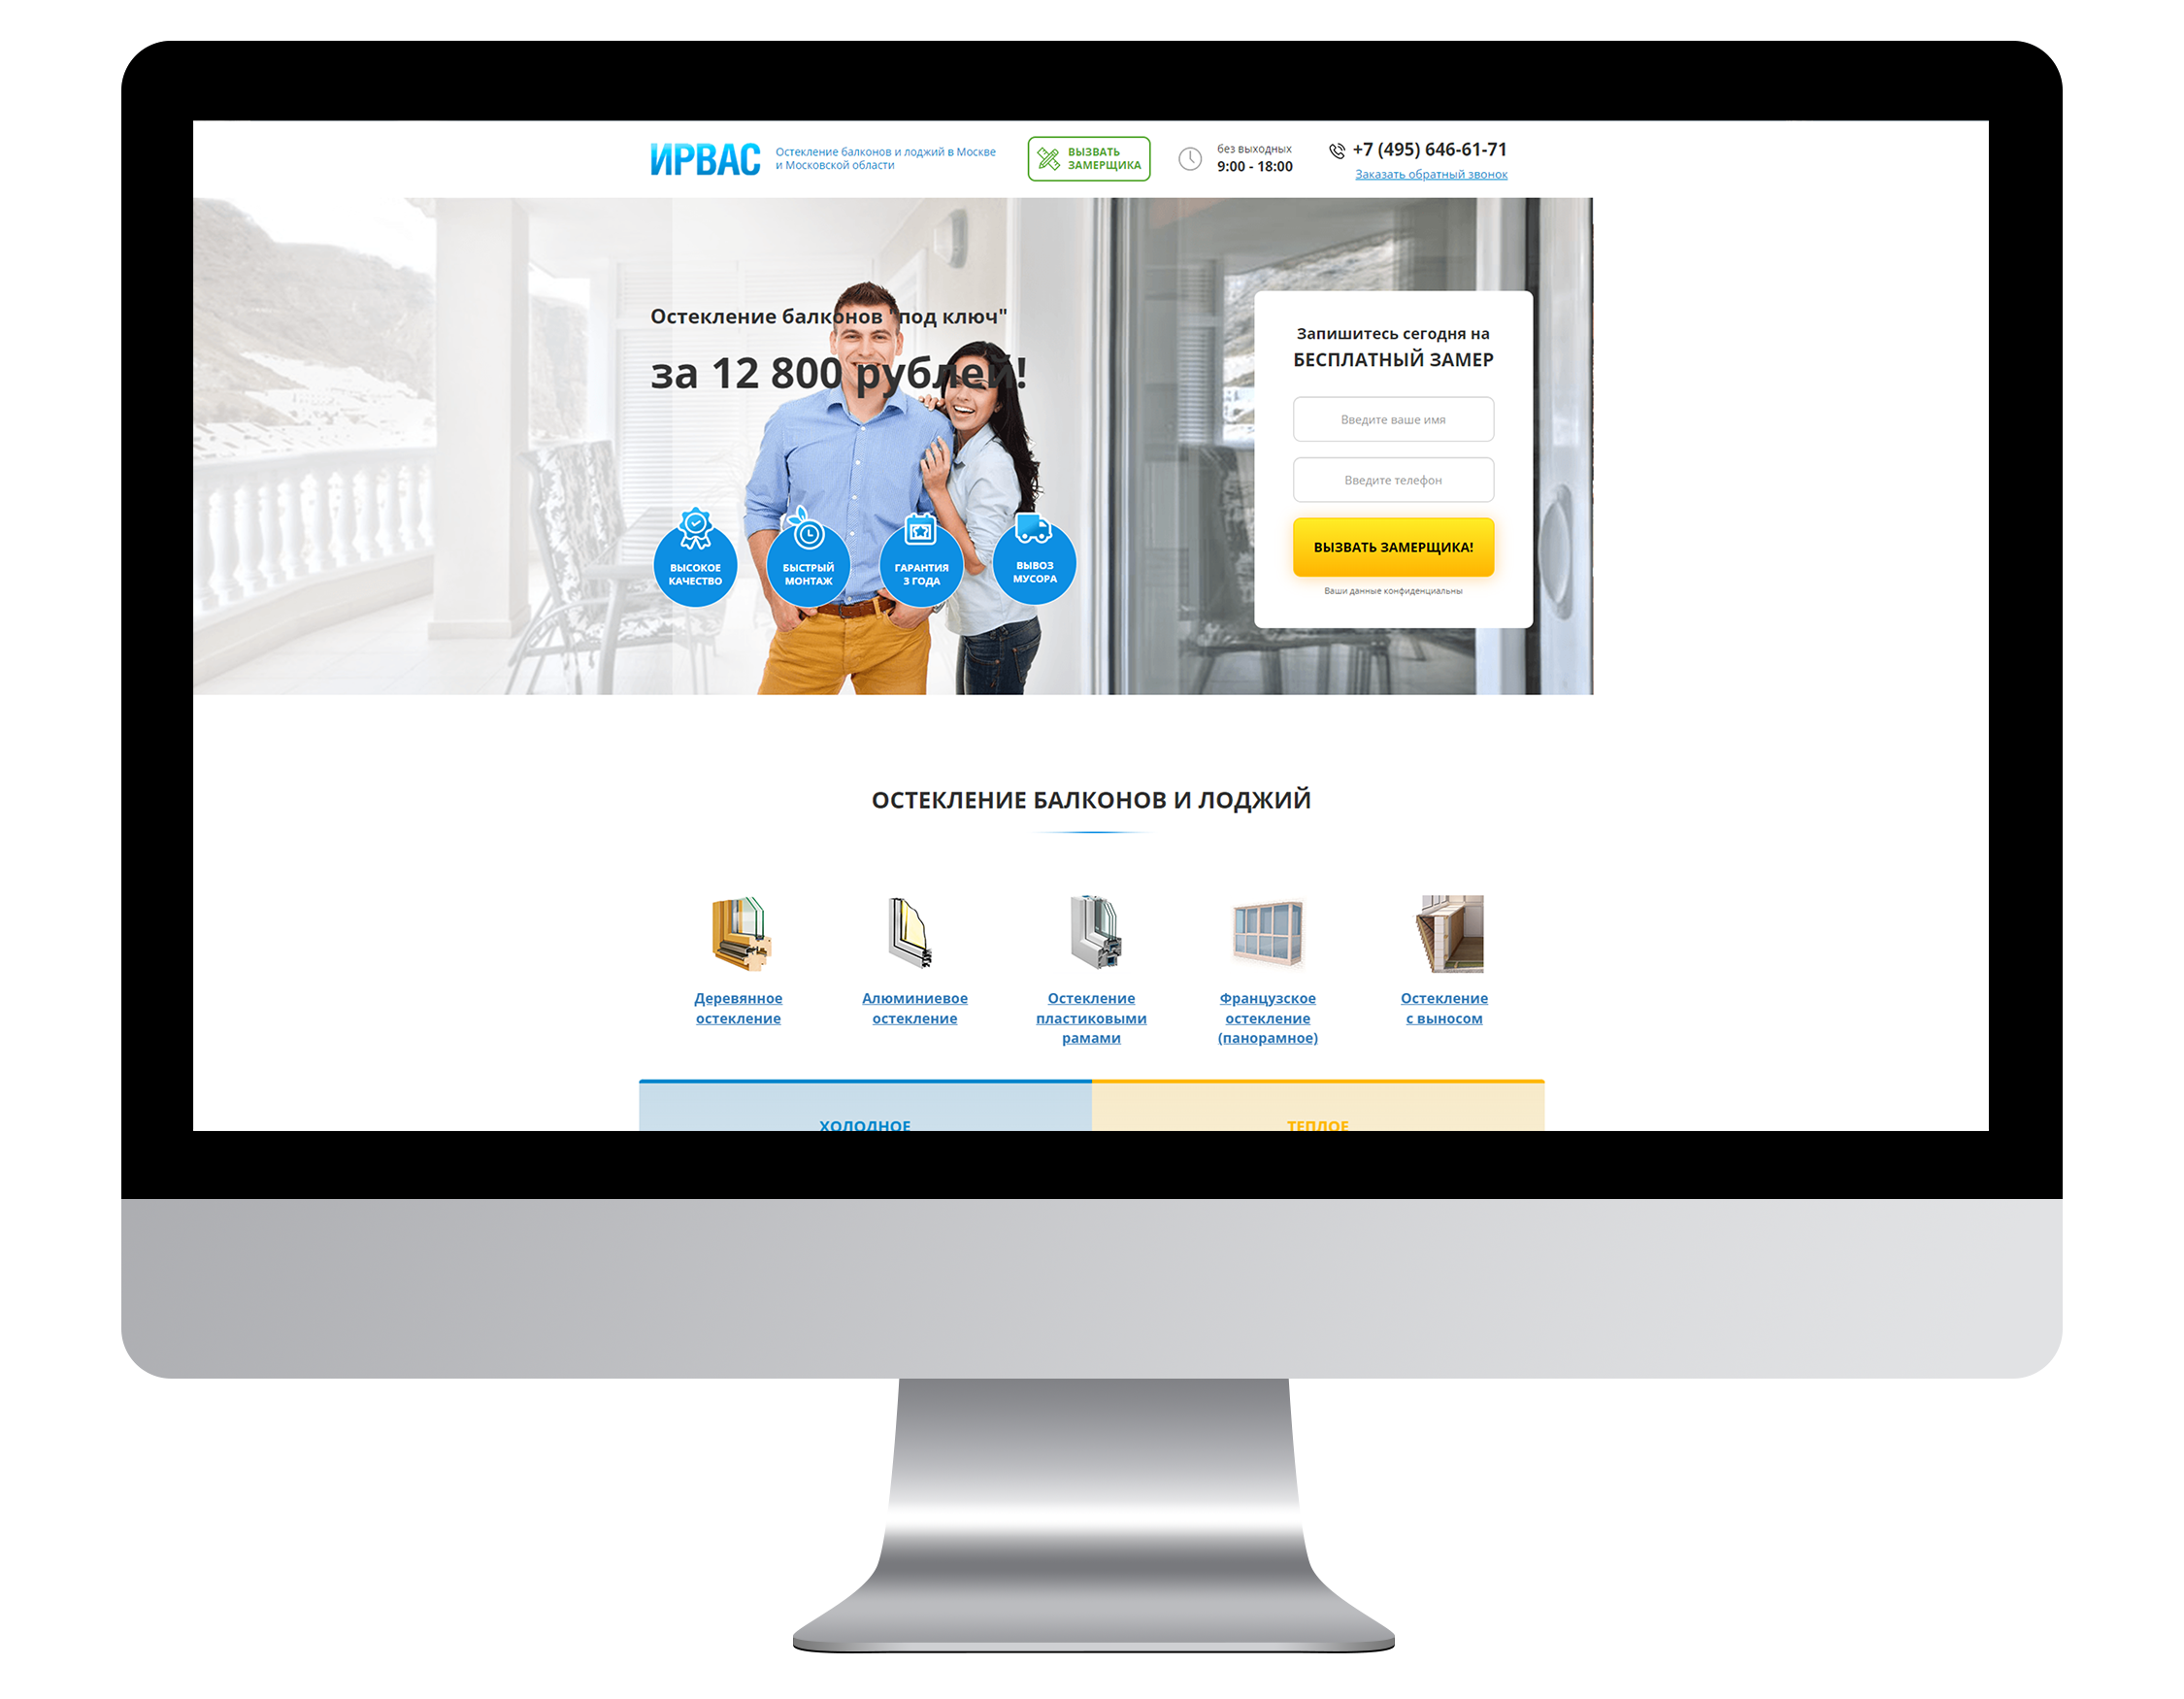 ИРВАС
Остекление балконов и лоджий в Москве
и Московской области
ВЫЗВАТЬ
ЗАМЕРЩИКА
без выходных
9:00 - 18:00
+7 (495) 646-61-71
Заказать обратный звонок
Остекление балконов "под ключ"
за 12 800 рублей!
ВЫСОКОЕ
КАЧЕСТВО
БЫСТРЫЙ
МОНТАЖ
ГАРАНТИЯ
3 ГОДА
ВЫВОЗ
МУСОРА
Запишитесь сегодня на
БЕСПЛАТНЫЙ ЗАМЕР
Введите ваше имя
Введите телефон
ВЫЗВАТЬ ЗАМЕРЩИКА!
Ваши данные конфиденциальны
ОСТЕКЛЕНИЕ БАЛКОНОВ И ЛОДЖИЙ
Деревянное
остекление
Алюминиевое
остекление
Остекление
пластиковыми
рамами
Французское
остекление
(панорамное)
Остекление
с выносом
ХОЛОДНОЕ
ТЕПЛОЕ